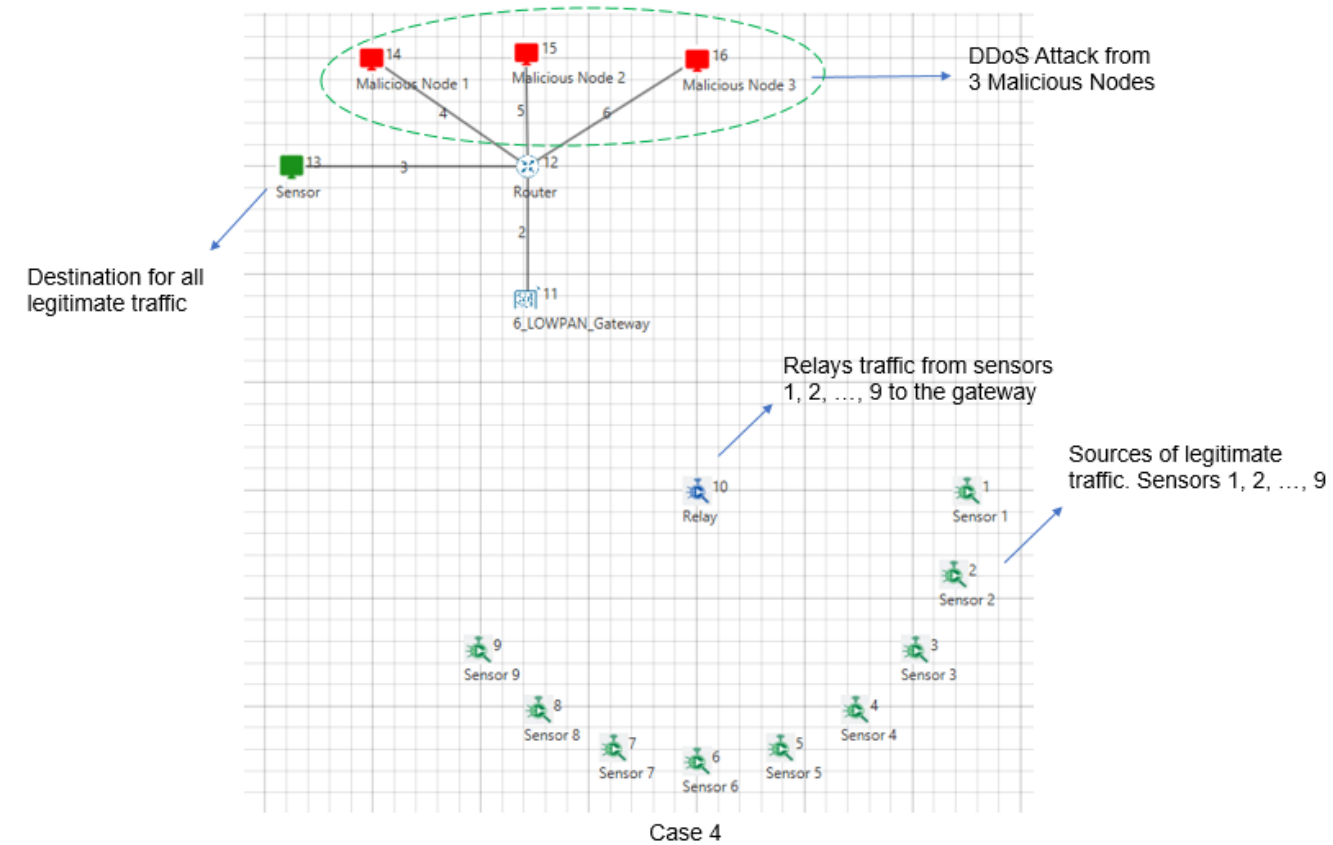 14
Malicious Node 1
15
Malicious Node 2
16
Malicious Node 3
DDoS Attack from
3 Malicious Nodes
4
5
6
13
Sensor
3
12
Router
2
Destination for all
legitimate traffic
11
6_LOWPAN_Gateway
Relays traffic from sensors
1, 2, …, 9 to the gateway
10
Relay
1
Sensor 1
Sources of legitimate
traffic. Sensors 1, 2, …, 9
2
Sensor 2
3
Sensor 3
9
Sensor 9
4
Sensor 4
8
Sensor 8
5
Sensor 5
7
Sensor 7
6
Sensor 6
Case 4